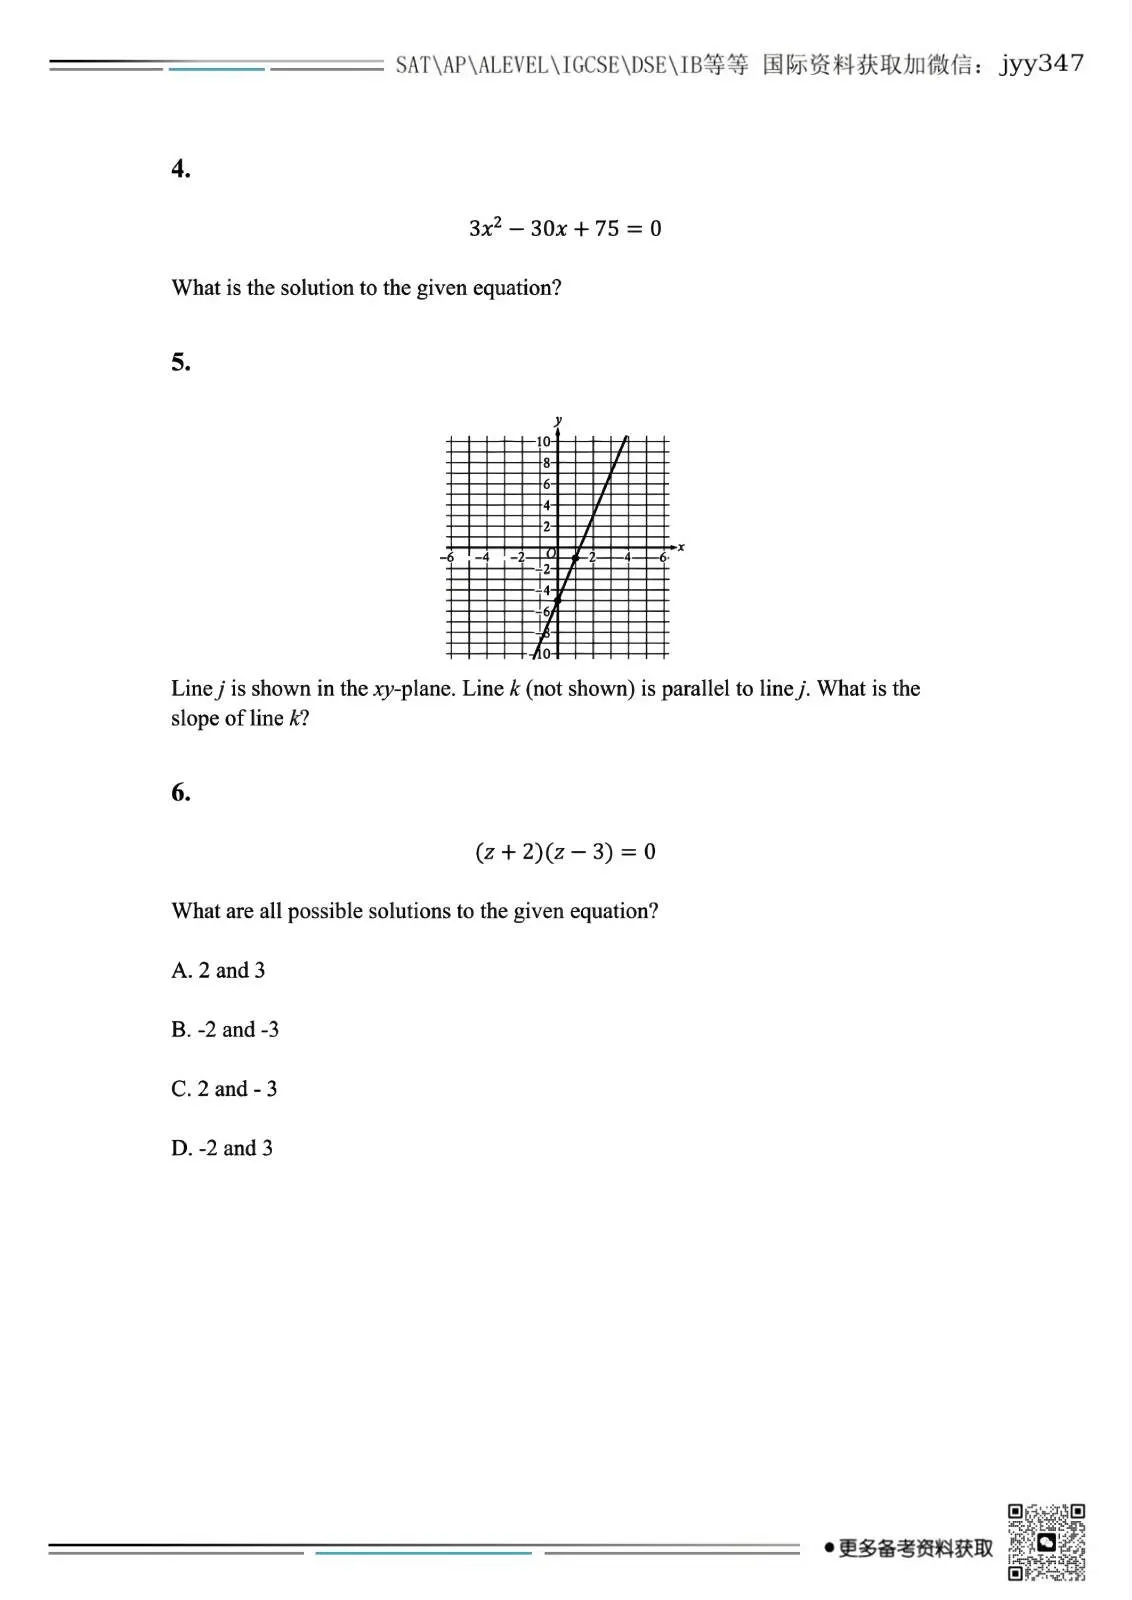 SAT\AP\ALEVEL\IGCSE\DSE\IB等等 国际资料获取加微信：jyy347
4.
3x² − 30x + 75 = 0
What is the solution to the given equation?
5.
y
10
8
6
4
2
-6 -4 -2 O 2 4 6 x
-2
-4
-6
-8
-10
Line j is shown in the xy-plane. Line k (not shown) is parallel to line j. What is the
slope of line k?
6.
(z + 2)(z − 3) = 0
What are all possible solutions to the given equation?
A. 2 and 3
B. -2 and -3
C. 2 and - 3
D. -2 and 3
●更多备考资料获取